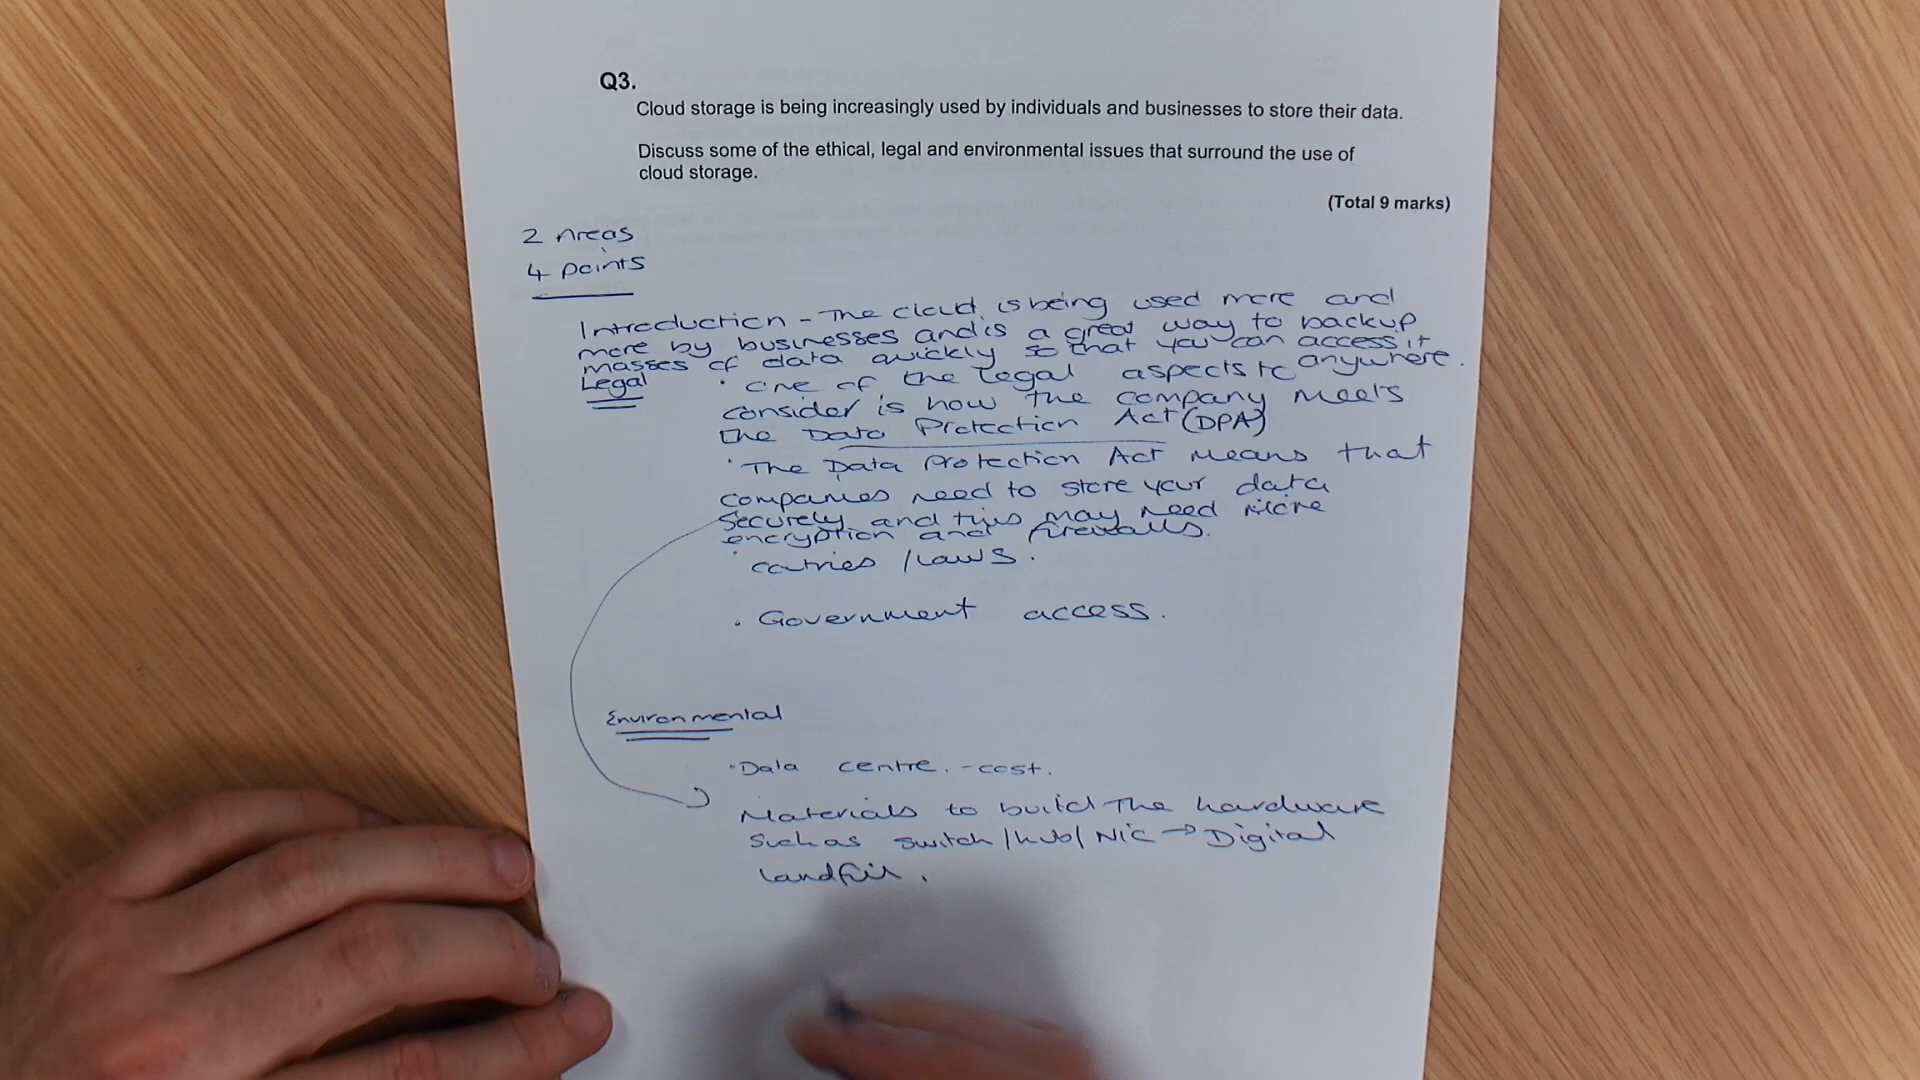 Q3.
Cloud storage is being increasingly used by individuals and businesses to store their data.
Discuss some of the ethical, legal and environmental issues that surround the use of
cloud storage.
(Total 9 marks)
2 Areas
4 points
Introduction - The cloud, is being used more and
more by businesses and is a great way to backup
masses of data quickly so that you can access it
anywhere.
Legal
· one of the legal aspects to
consider is how the company meets
the Data Protection Act (DPA)
· The Data Protection Act means that
companies need to store your data
securely and this may need more
encryption and firewalls.
· contries / Laws.
· Government access.
Environmental
· Data centre. - cost.
Materials to build the hardware
such as switch / hub / NIC → Digital
Landfill.